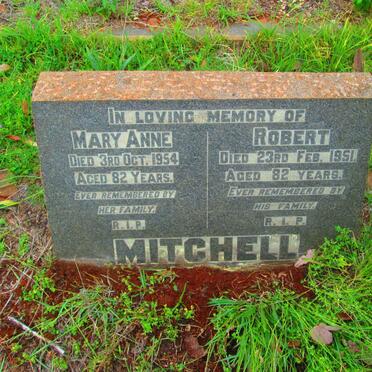 IN LOVING MEMORY OF
MARY ANNE
DIED 3RD OCT. 1954
AGED 82 YEARS.
EVER REMEMBERED BY
HER FAMILY.
R.I.P.
ROBERT
DIED 23RD FEB. 1951.
AGED 82 YEARS.
EVER REMEMBERED BY
HIS FAMILY.
R.I.P.
MITCHELL